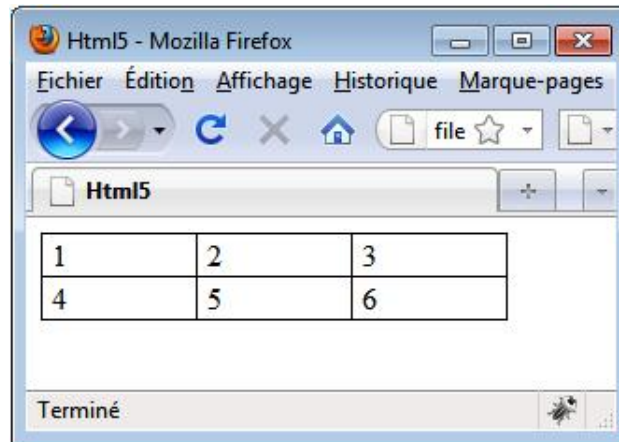 Html5 - Mozilla Firefox
Fichier Édition Affichage Historique Marque-pages
file
Html5
1 2 3
4 5 6
Terminé